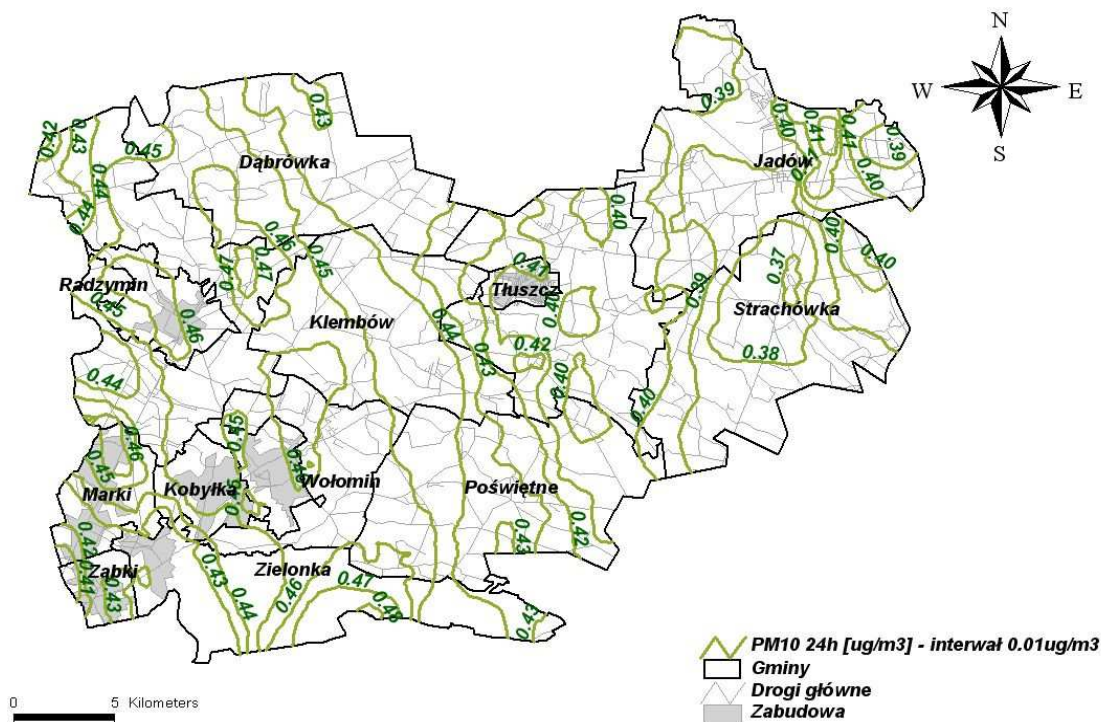 N
W E
S
0.39
0.40
0.41
0.41
0.39
0.40
Jadów
0.43
0.42
0.43
0.44
0.45
0.44
Dąbrówka
0.40
0.46
0.45
0.47
0.47
0.40
0.40
0.41
0.37
Radzymin
Tłuszcz
0.39
0.45
0.46
Klembów
0.40
Strachówka
0.44
0.43
0.42
0.38
0.44
0.40
0.40
0.46
0.45
0.45
Marki
Kobyłka
Wołomin
Poświętne
0.42
0.43
0.42
Ząbki
0.43
Zielonka
0.41
0.43
0.44
0.46
0.47
0.48
0.43
PM10 24h [ug/m3] - interwał 0.01ug/m3
Gminy
Drogi główne
Zabudowa
0 5 Kilometers